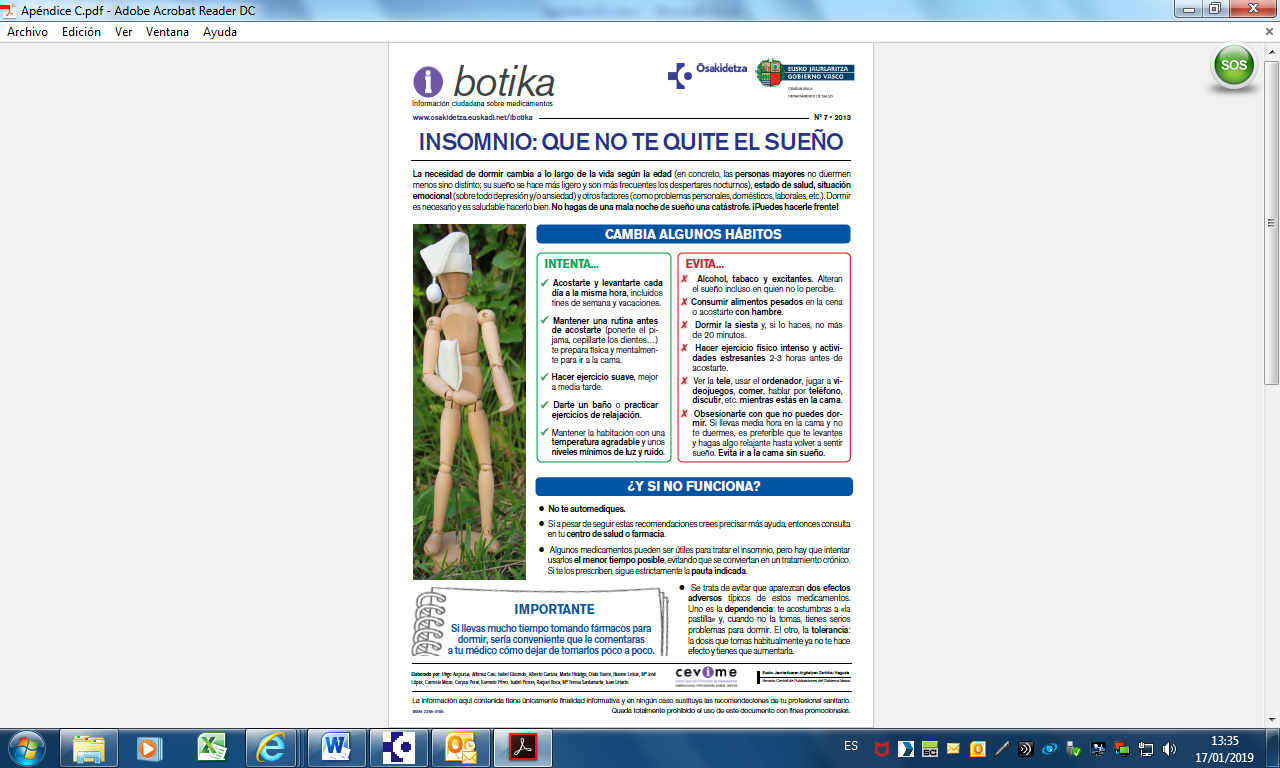 Apéndice C.pdf - Adobe Acrobat Reader DC
Archivo Edición Ver Ventana Ayuda
SOS
i botika
Información ciudadana sobre medicamentos
Osakidetza
EUSKO JAURLARITZA
GOBIERNO VASCO
OSASUN SAILA
DEPARTAMENTO DE SALUD
www.osakidetza.euskadi.net/ibotika
Nº 7 • 2013
INSOMNIO: QUE NO TE QUITE EL SUEÑO
La necesidad de dormir cambia a lo largo de la vida según la edad (en concreto, las personas mayores no duermen
menos sino distinto; su sueño se hace más ligero y son más frecuentes los despertares nocturnos), estado de salud, situación
emocional (sobre todo depresión y/o ansiedad) y otros factores (como problemas personales, domésticos, laborales, etc.). Dormir
es necesario y es saludable hacerlo bien. No hagas de una mala noche de sueño una catástrofe. ¡Puedes hacerle frente!
CAMBIA ALGUNOS HÁBITOS
INTENTA...
✓ Acostarte y levantarte cada
día a la misma hora, incluidos
fines de semana y vacaciones.
✓ Mantener una rutina antes
de acostarte (ponerte el pi-
jama, cepillarte los dientes...)
te prepara física y mentalmen-
te para ir a la cama.
✓ Hacer ejercicio suave, mejor
a media tarde.
✓ Darte un baño o practicar
ejercicios de relajación.
✓ Mantener la habitación con una
temperatura agradable y unos
niveles mínimos de luz y ruido.
EVITA...
✗ Alcohol, tabaco y excitantes. Alteran
el sueño incluso en quien no lo percibe.
✗ Consumir alimentos pesados en la cena
o acostarte con hambre.
✗ Dormir la siesta y, si lo haces, no más
de 20 minutos.
✗ Hacer ejercicio físico intenso y activi-
dades estresantes 2-3 horas antes de
acostarte.
✗ Ver la tele, usar el ordenador, jugar a vi-
deojuegos, comer, hablar por teléfono,
discutir, etc. mientras estás en la cama.
✗ Obsesionarte con que no puedes dor-
mir. Si llevas media hora en la cama y no
te duermes, es preferible que te levantes
y hagas algo relajante hasta volver a sentir
sueño. Evita ir a la cama sin sueño.
¿Y SI NO FUNCIONA?
● No te automediques.
● Si a pesar de seguir estas recomendaciones crees precisar más ayuda, entonces consulta
en tu centro de salud o farmacia.
● Algunos medicamentos pueden ser útiles para tratar el insomnio, pero hay que intentar
usarlos el menor tiempo posible, evitando que se conviertan en un tratamiento crónico.
Si te los prescriben, sigue estrictamente la pauta indicada.
● Se trata de evitar que aparezcan dos efectos
adversos típicos de estos medicamentos.
Uno es la dependencia: te acostumbras a «la
pastilla» y, cuando no la tomas, tienes serios
problemas para dormir. El otro, la tolerancia:
la dosis que tomas habitualmente ya no te hace
efecto y tienes que aumentarla.
IMPORTANTE
Si llevas mucho tiempo tomando fármacos para
dormir, sería conveniente que le comentaras
a tu médico cómo dejar de tomarlos poco a poco.
Elaborado por: Iñigo Aizpurua,
cevime
Eusko Jaurlaritzaren Argitalpen Zerbitzu Nagusia
Servicio Central de Publicaciones del Gobierno Vasco
La información aquí contenida tiene únicamente finalidad informativa y en ningún caso sustituye las recomendaciones de tu profesional sanitario.
Queda totalmente prohibido el uso de este documento con fines promocionales.
ES
13:35
17/01/2019